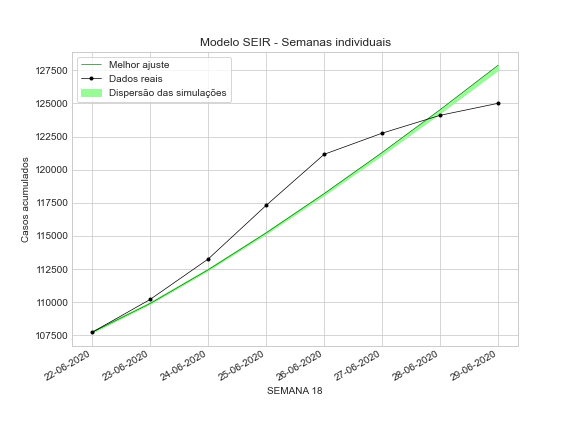 Modelo SEIR - Semanas individuais
Melhor ajuste
Dados reais
Dispersão das simulações
Casos acumulados
127500
125000
122500
120000
117500
115000
112500
110000
107500
22-06-2020
23-06-2020
24-06-2020
25-06-2020
26-06-2020
27-06-2020
28-06-2020
29-06-2020
SEMANA 18